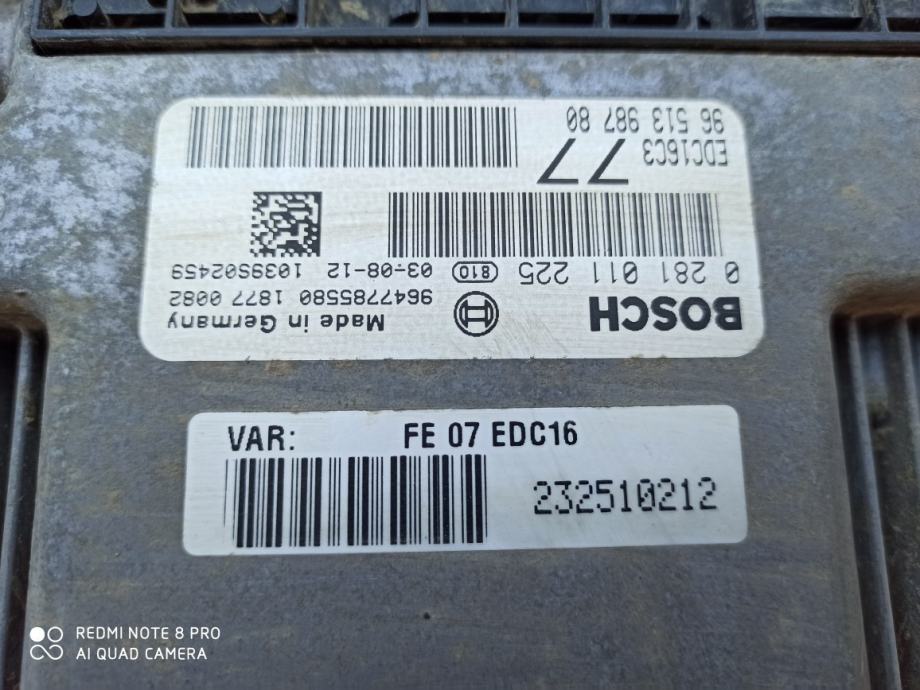 BOSCH Made in Germany
9647785580 1877 0082
0 281 011 225 810 03-08-12 1039S02459
EDC16C3 77
96 513 987 80
VAR: FE 07 EDC16
232510212
REDMI NOTE 8 PRO
AI QUAD CAMERA